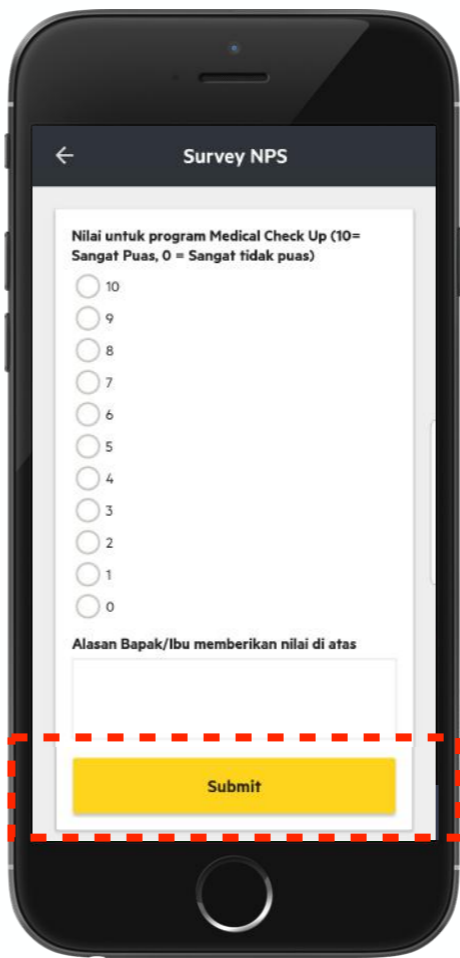 Survey NPS
Nilai untuk program Medical Check Up (10=
Sangat Puas, 0 = Sangat tidak puas)
10
9
8
7
6
5
4
3
2
1
0
Alasan Bapak/Ibu memberikan nilai di atas
Submit